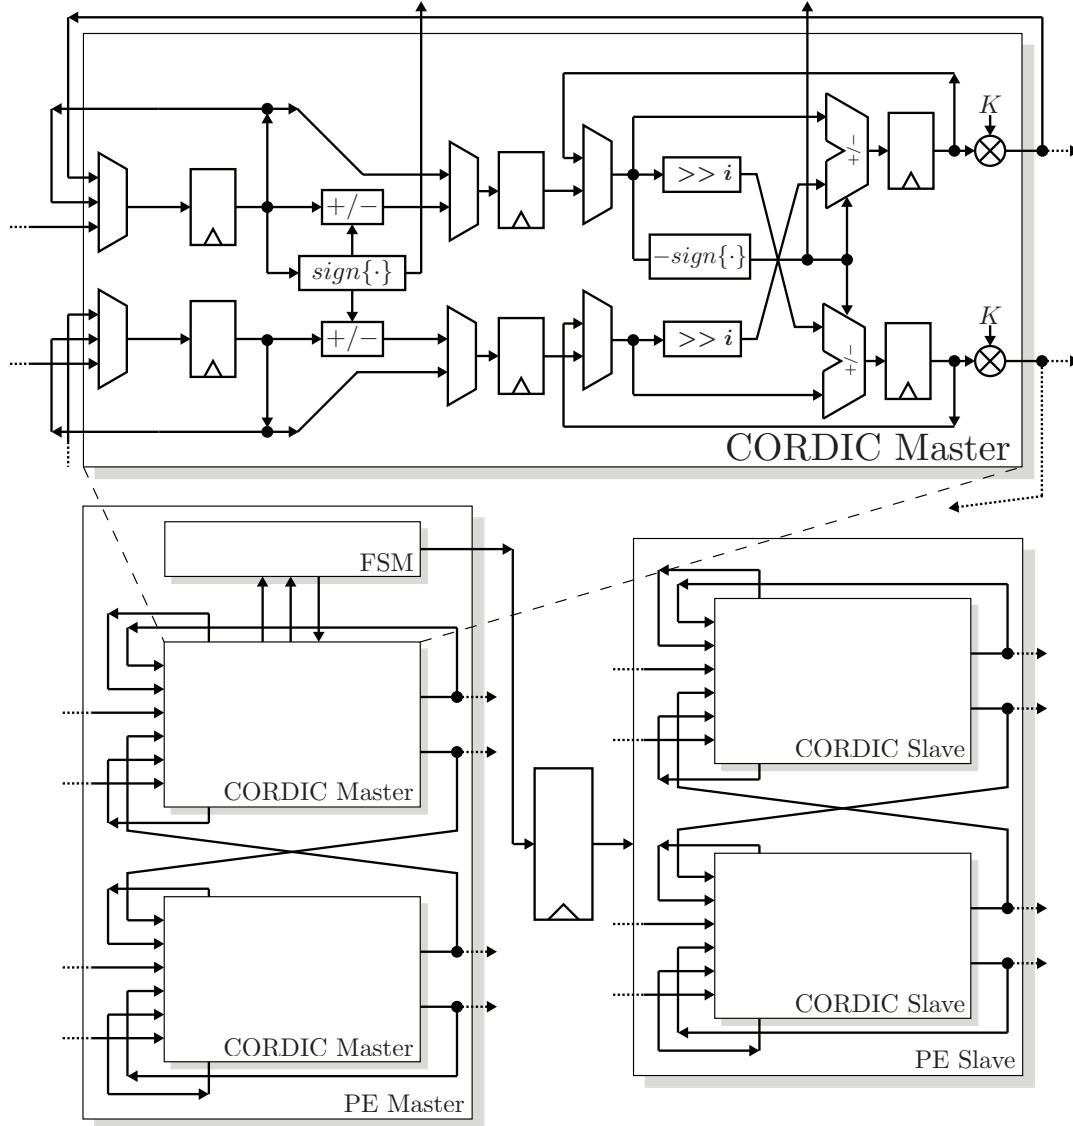 K
>> i
+/−
+/−
−sign{·}
sign{·}
K
+/−
>> i
+/−
CORDIC Master
FSM
CORDIC Slave
CORDIC Master
CORDIC Slave
CORDIC Master
PE Slave
PE Master